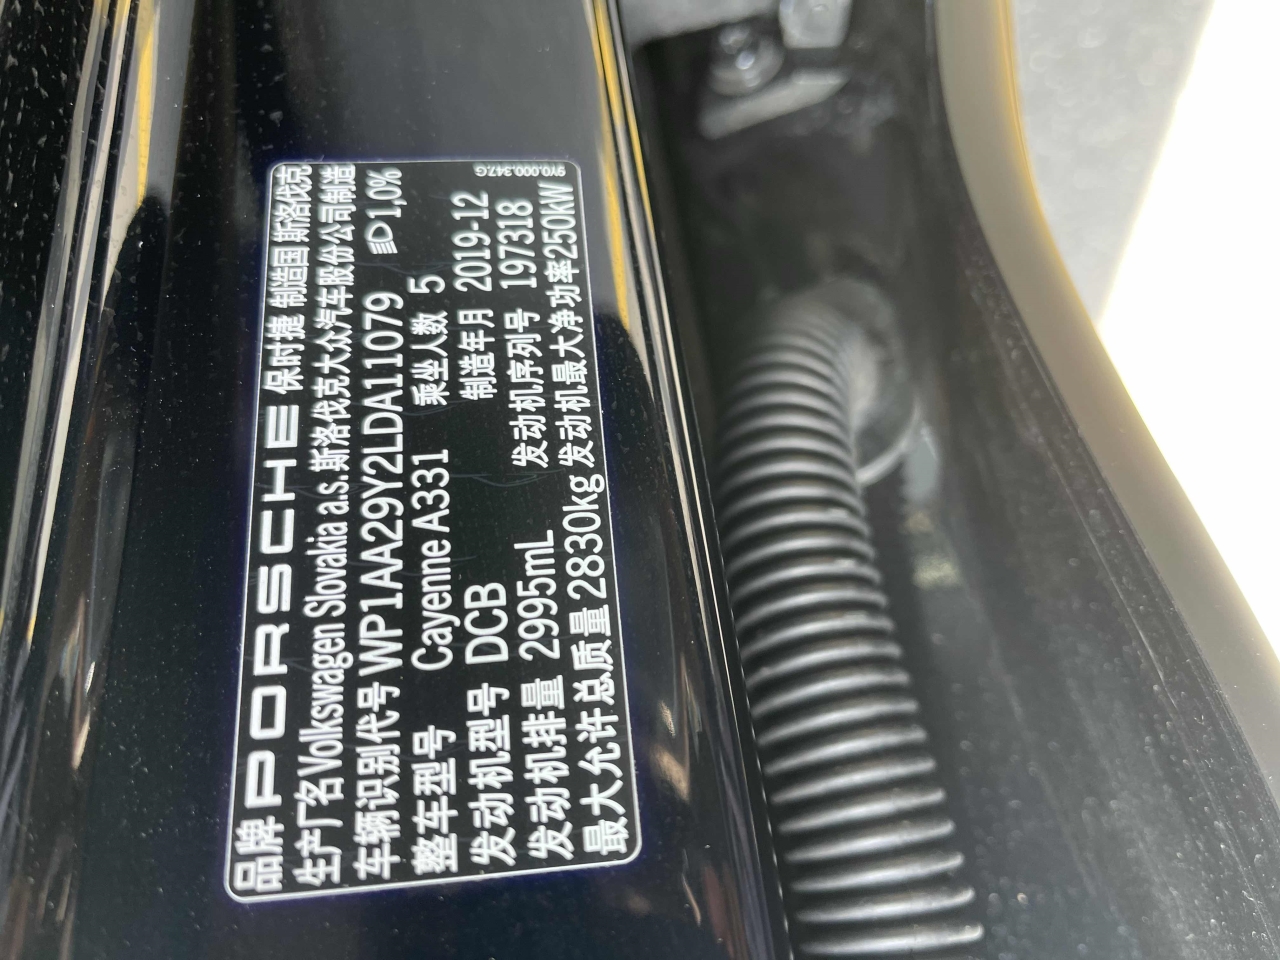 品牌 PORSCHE 保时捷 制造国 斯洛伐克
生产厂名 Volkswagen Slovakia a.s. 斯洛伐克大众汽车股份公司制造
车辆识别代号 WP1AA29Y2LDA11079 1,0%
整车型号 Cayenne A331 乘坐人数 5
发动机型号 DCB 制造年月 2019-12
发动机排量 2995mL 发动机序列号 197318
最大允许总质量 2830kg 发动机最大净功率 250kW
9Y0.000.347.G